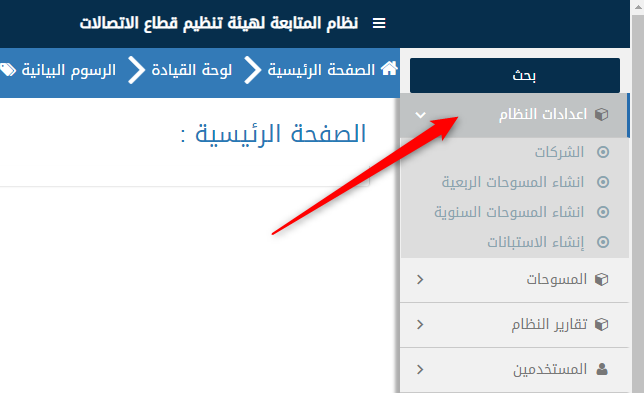 نظام المتابعة لهيئة تنظيم قطاع الاتصالات
الصفحة الرئيسية
لوحة القيادة
الرسوم البيانية
بحث
اعدادات النظام
الشركات
انشاء المسوحات الربعية
انشاء المسوحات السنوية
إنشاء الاستبانات
المسوحات
تقارير النظام
المستخدمين
الصفحة الرئيسية :